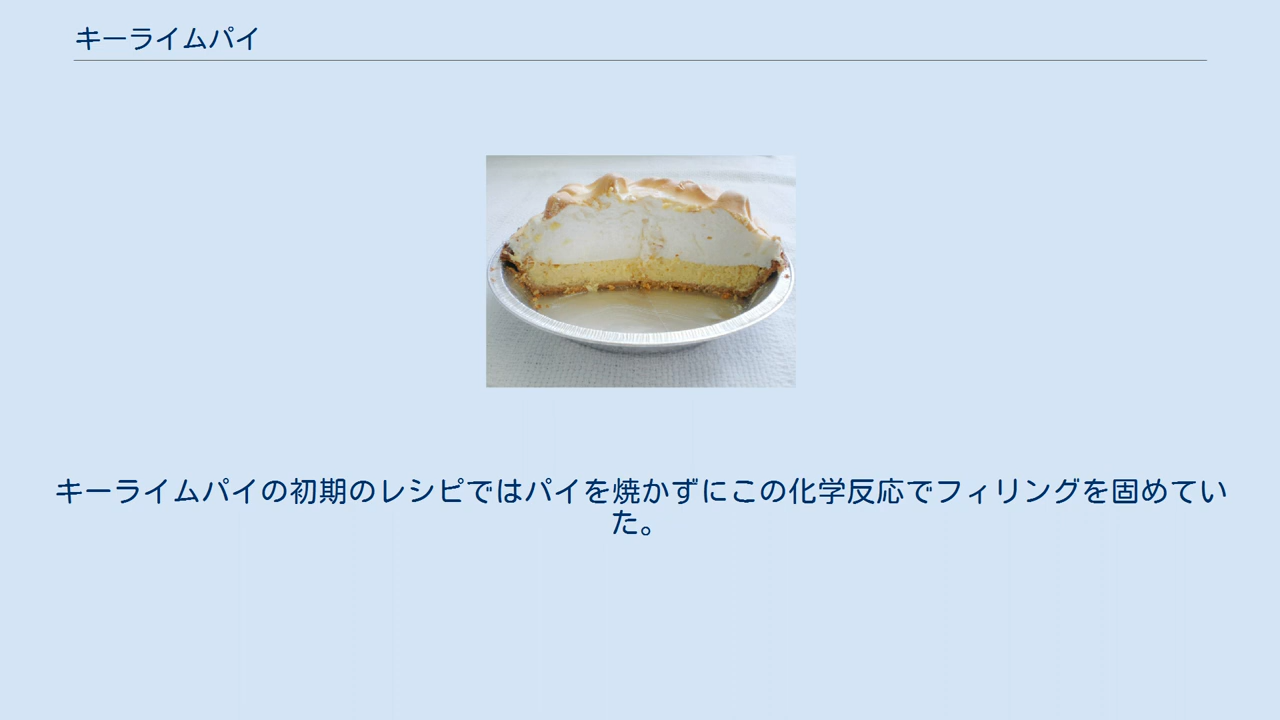 キーライムパイ
キーライムパイの初期のレシピではパイを焼かずにこの化学反応でフィリングを固めてい
た。